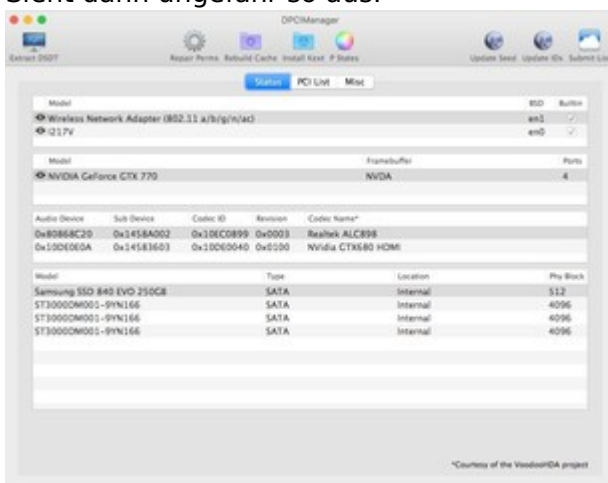 Sieht dann ungefähr so aus:
DPCIManager
Extract DSDT Repair Perms Rebuild Cache Install Kext P States Update Seed Update IDs Submit
Status PCI List Misc
Model BSD Builtin
Wireless Network Adapter (802.11 a/b/g/n/ac) en1
i217V en0
Model Framebuffer Ports
NVIDIA GeForce GTX 770 NVDA 4
Audio Device Sub Device Codec ID Revision Codec Name*
0x80868C20 0x1458A002 0x10EC0899 0x0003 Realtek ALC898
0x10DE0E0A 0x14583603 0x10DE0040 0x0100 NVidia GTX680 HDMI
Model Type Location Phy Block
Samsung SSD 840 EVO 250GB SATA Internal 512
ST3000DM001-9YN166 SATA Internal 4096
ST3000DM001-9YN166 SATA Internal 4096
ST3000DM001-9YN166 SATA Internal 4096
*Courtesy of the VoodooHDA project